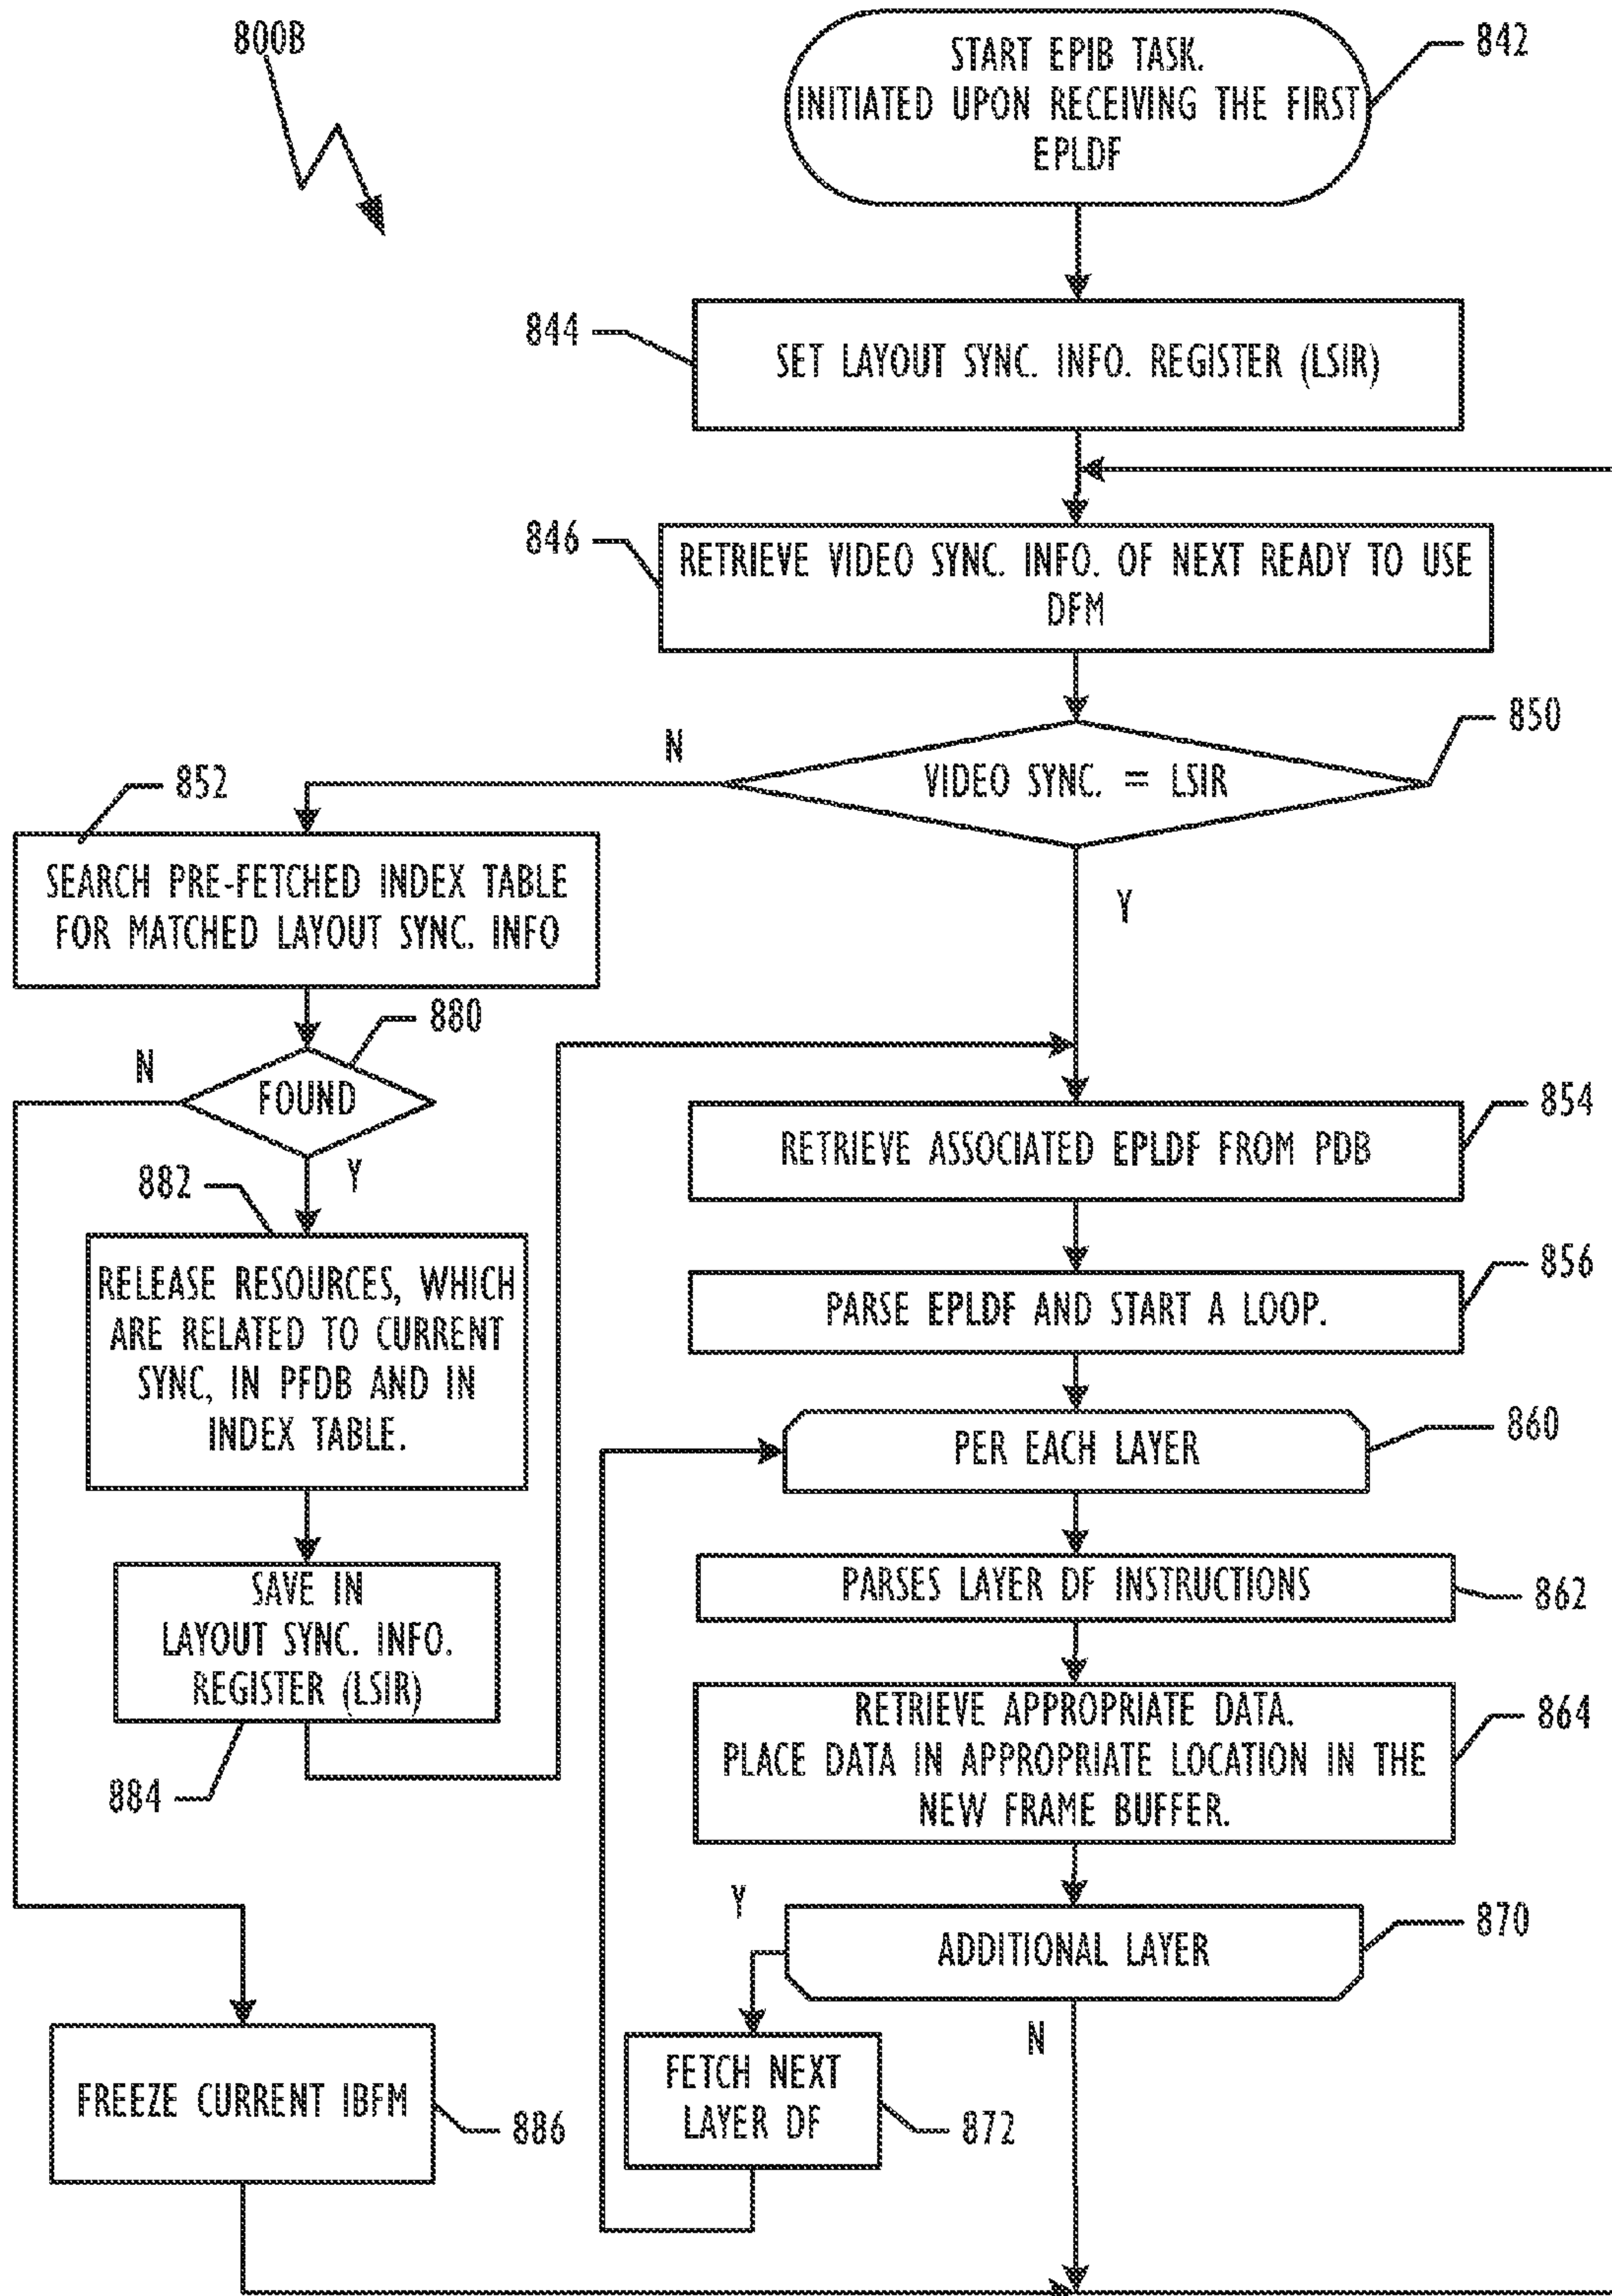 800B
START EPIB TASK.
INITIATED UPON RECEIVING THE FIRST
EPLDF
842
844
SET LAYOUT SYNC. INFO. REGISTER (LSIR)
846
RETRIEVE VIDEO SYNC. INFO. OF NEXT READY TO USE
DFM
850
N
VIDEO SYNC. = LSIR
Y
852
SEARCH PRE-FETCHED INDEX TABLE
FOR MATCHED LAYOUT SYNC. INFO
880
N
FOUND
Y
882
RELEASE RESOURCES, WHICH
ARE RELATED TO CURRENT
SYNC, IN PFDB AND IN
INDEX TABLE.
SAVE IN
LAYOUT SYNC. INFO.
REGISTER (LSIR)
884
854
RETRIEVE ASSOCIATED EPLDF FROM PDB
856
PARSE EPLDF AND START A LOOP.
860
PER EACH LAYER
PARSES LAYER DF INSTRUCTIONS
862
RETRIEVE APPROPRIATE DATA.
PLACE DATA IN APPROPRIATE LOCATION IN THE
NEW FRAME BUFFER.
864
Y
ADDITIONAL LAYER
870
N
FETCH NEXT
LAYER DF
872
FREEZE CURRENT IBFM
886